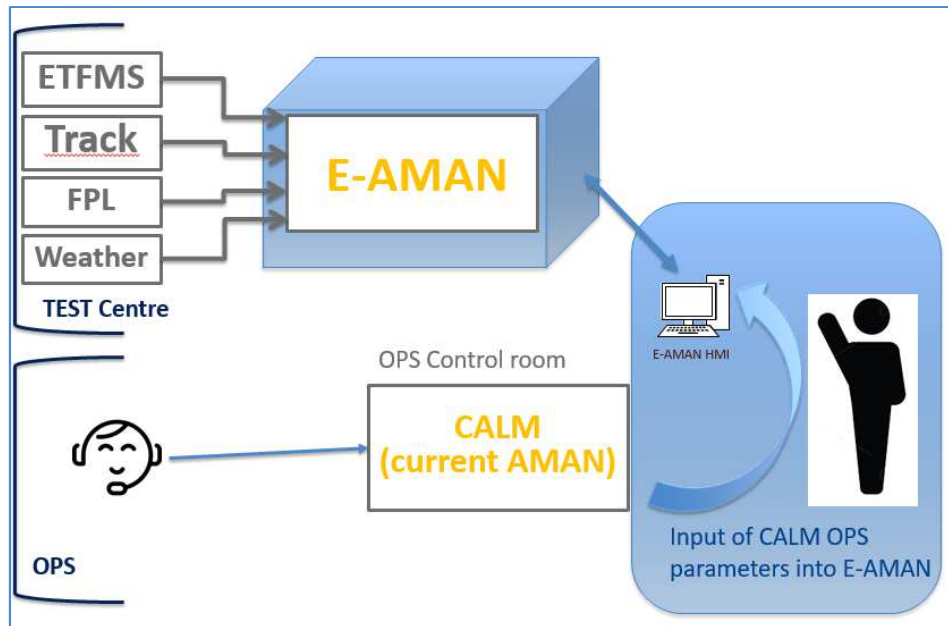 ETFMS
Track
FPL
Weather
TEST Centre
E-AMAN
E-AMAN HMI
OPS Control room
CALM
(current AMAN)
OPS
Input of CALM OPS
parameters into E-AMAN